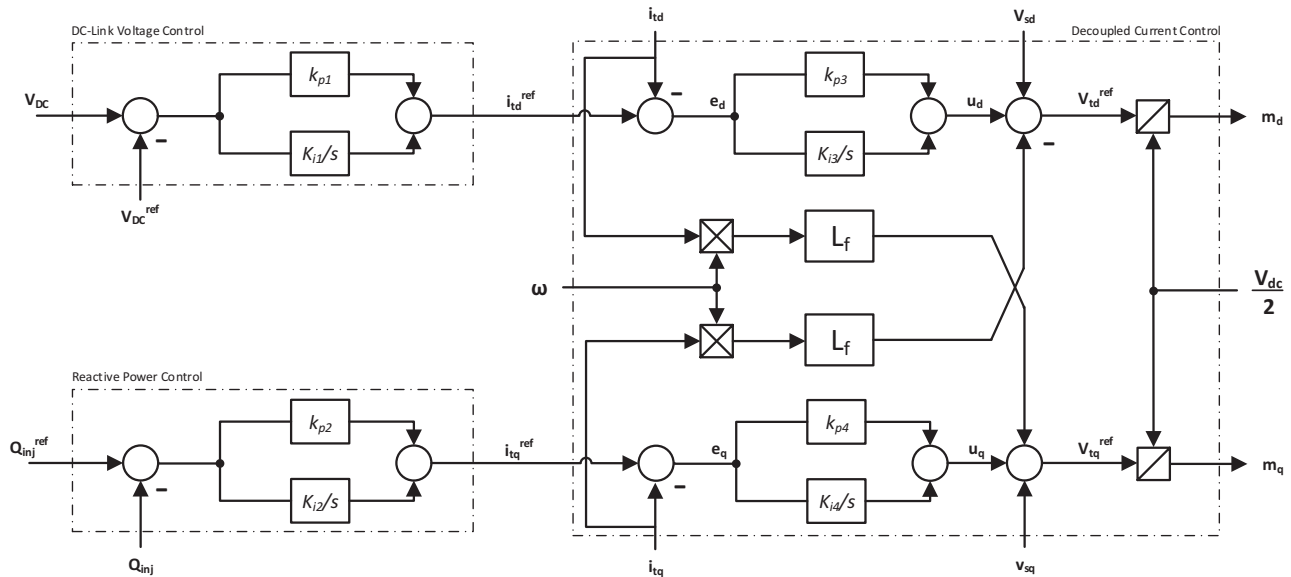 DC-Link Voltage Control
V_DC
V_DC^ref
k_p1
K_i1/s
i_td^ref
Decoupled Current Control
i_td
e_d
k_p3
K_i3/s
u_d
V_sd
V_td^ref
m_d
L_f
ω
L_f
V_dc
2
Reactive Power Control
Q_inj^ref
Q_inj
k_p2
K_i2/s
i_tq^ref
e_q
i_tq
k_p4
K_i4/s
u_q
V_tq^ref
v_sq
m_q